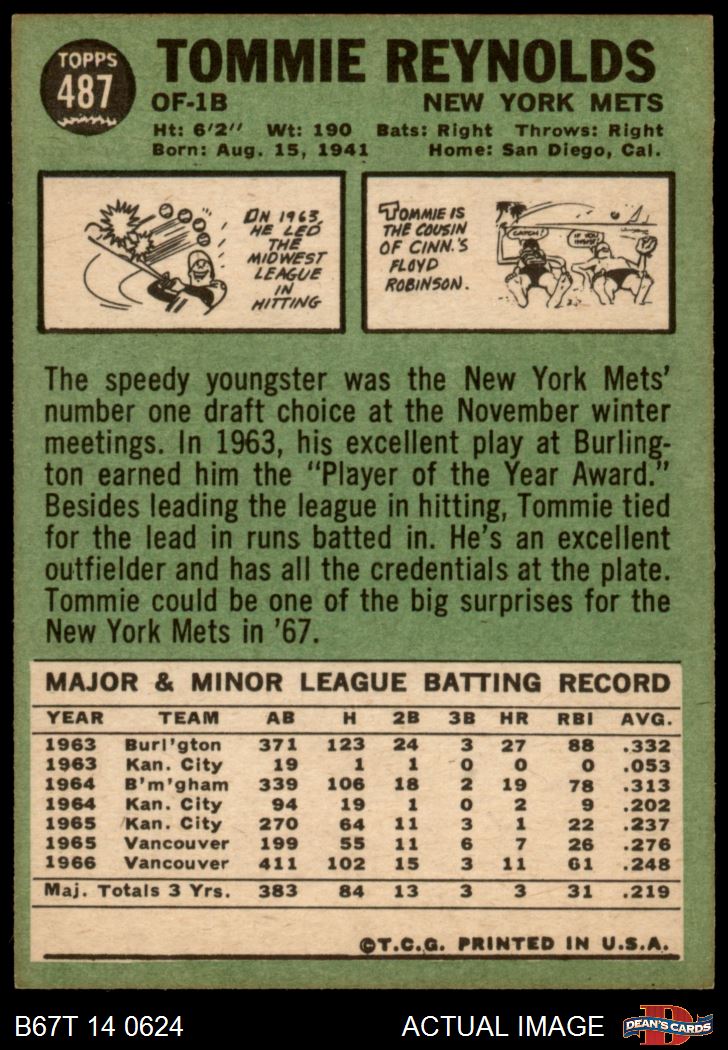 TOPPS
487
TOMMIE REYNOLDS
OF-1B NEW YORK METS
Ht: 6'2" Wt: 190 Bats: Right Throws: Right
Born: Aug. 15, 1941 Home: San Diego, Cal.
IN 1963,
HE LED
THE
MIDWEST
LEAGUE
IN
HITTING
TOMMIE IS
THE COUSIN
OF CINN.'S
FLOYD
ROBINSON.
CATCH!
IF YOU
INSIST!
The speedy youngster was the New York Mets'
number one draft choice at the November winter
meetings. In 1963, his excellent play at Burling-
ton earned him the "Player of the Year Award."
Besides leading the league in hitting, Tommie tied
for the lead in runs batted in. He's an excellent
outfielder and has all the credentials at the plate.
Tommie could be one of the big surprises for the
New York Mets in '67.
MAJOR & MINOR LEAGUE BATTING RECORD
YEAR TEAM AB H 2B 3B HR RBI AVG.
1963 Burl'gton 371 123 24 3 27 88 .332
1963 Kan. City 19 1 1 0 0 0 .053
1964 B'm'gham 339 106 18 2 19 78 .313
1964 Kan. City 94 19 1 0 2 9 .202
1965 Kan. City 270 64 11 3 1 22 .237
1965 Vancouver 199 55 11 6 7 26 .276
1966 Vancouver 411 102 15 3 11 61 .248
Maj. Totals 3 Yrs. 383 84 13 3 3 31 .219
©T.C.G. PRINTED IN U.S.A.
B67T 14 0624 ACTUAL IMAGE
D
DEAN'S CARDS